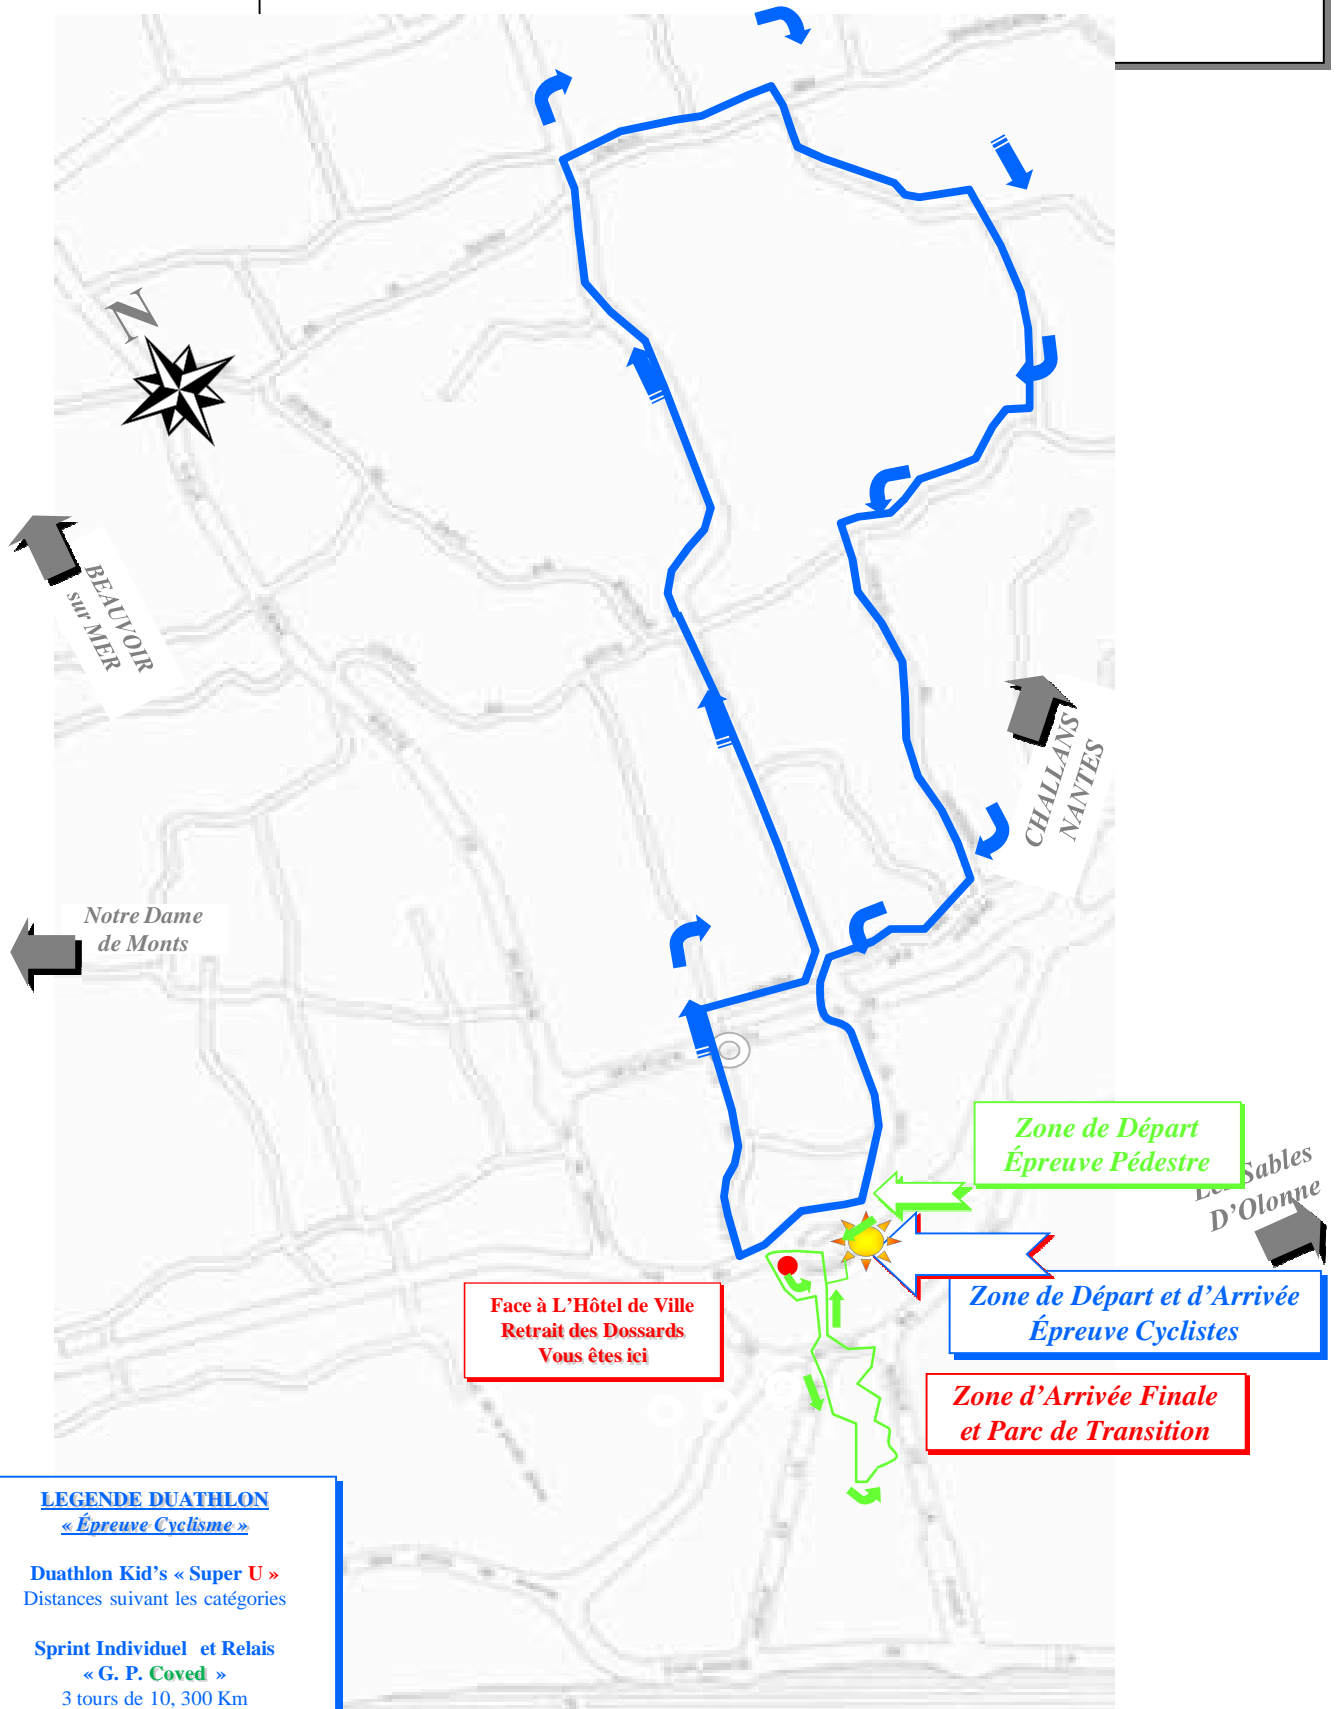 N
BEAUVOIR
sur MER
CHALLANS
NANTES
Notre Dame
de Monts
Zone de Départ
Épreuve Pédestre
Sables
D'Olonne
Zone de Départ et d'Arrivée
Épreuve Cyclistes
Face à L'Hôtel de Ville
Retrait des Dossards
Vous êtes ici
Zone d'Arrivée Finale
et Parc de Transition
LEGENDE DUATHLON
« Épreuve Cyclisme »
Duathlon Kid's « Super U »
Distances suivant les catégories
Sprint Individuel et Relais
« G. P. Coved »
3 tours de 10, 300 Km